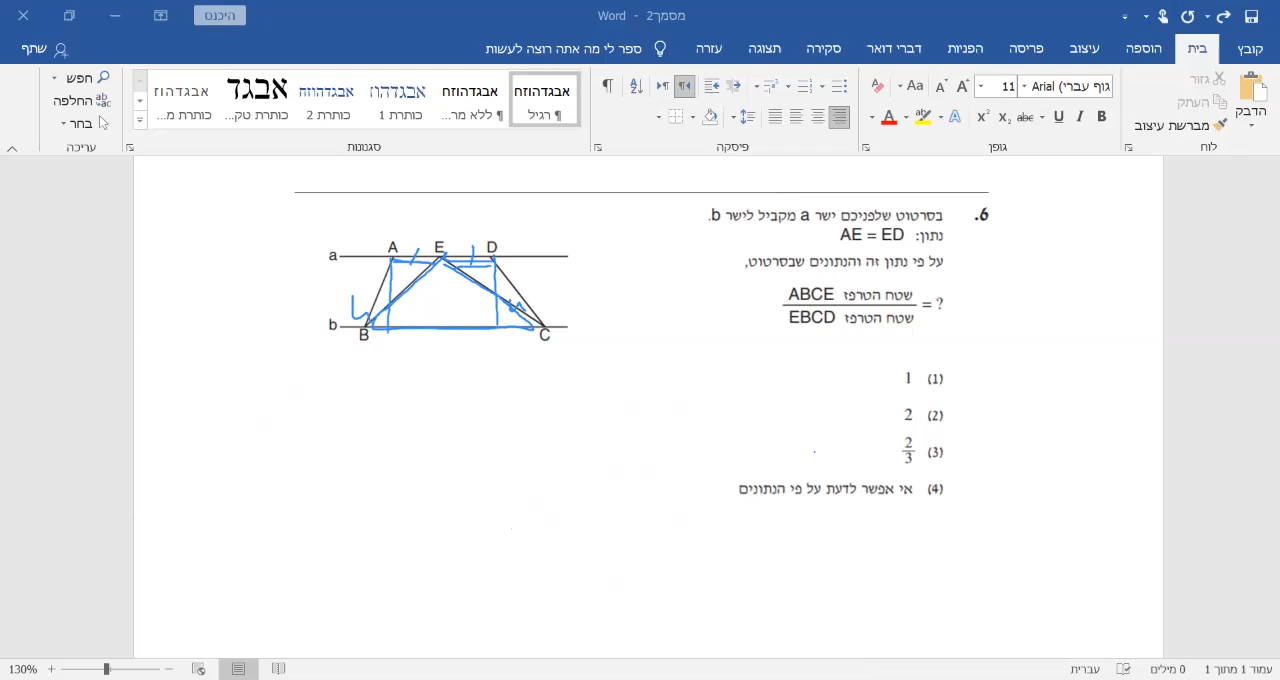 מסמך2 - Word
היכנס
קובץ
בית
הוספה
עיצוב
פריסה
הפניות
דברי דואר
סקירה
תצוגה
עזרה
ספר לי מה אתה רוצה לעשות
שתף
הדבק
גזור
העתק
מברשת עיצוב
לוח
גוף עברי) Arial
11
Aa
B I U abc X₂ X²
גופן
פיסקה
אבגדהוזו
¶ רגיל
אבגדהוזח
¶ ללא מר...
אבגדהוז
כותרת 1
אבגדהוז
כותרת 2
אבגד
כותרת טק...
אבגדהוז
כותרת מ...
סגנונות
חפש
החלפה
בחר
עריכה
6. בסרטוט שלפניכם ישר a מקביל לישר b.
נתון: AE = ED
על פי נתון זה והנתונים שבסרטוט,
שטח הטרפז ABCE
= ?
שטח הטרפז EBCD
(1) 1
(2) 2
(3) 2/3
(4) אי אפשר לדעת על פי הנתונים
a A E D
b B C
עמוד 1 מתוך 1
0 מילים
עברית
130%